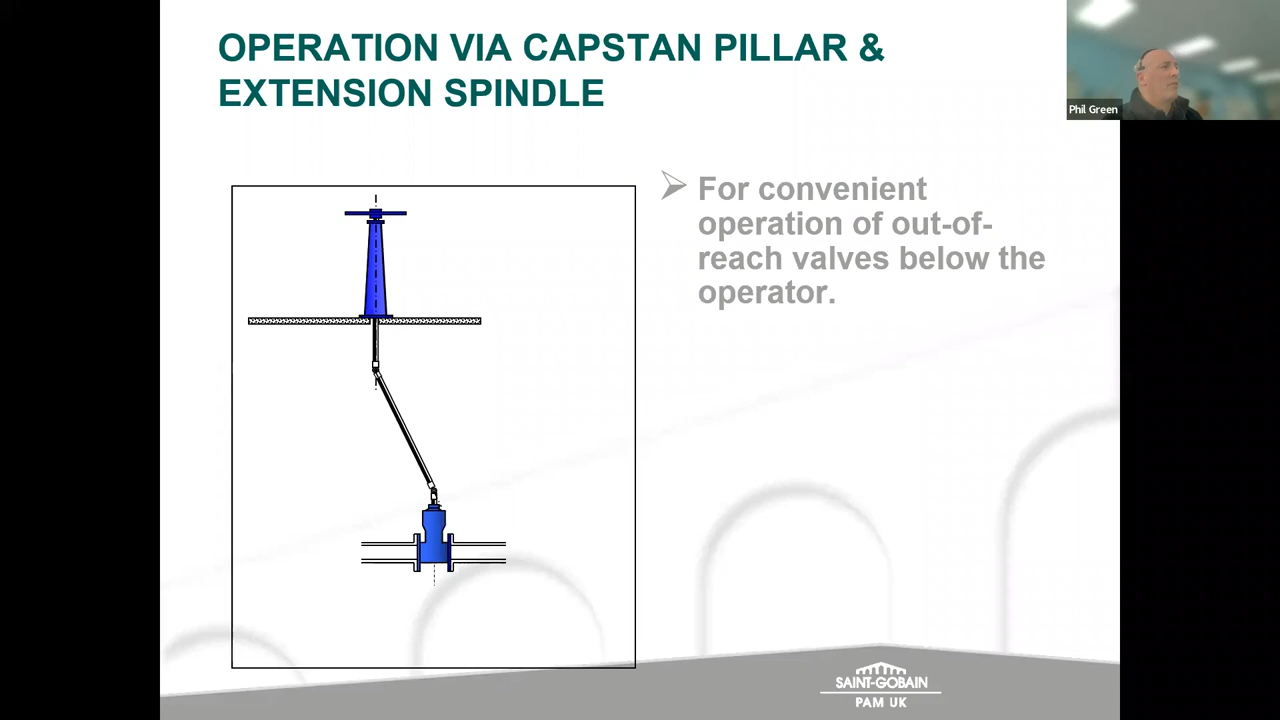 OPERATION VIA CAPSTAN PILLAR &
EXTENSION SPINDLE
Phil Green
For convenient
operation of out-of-
reach valves below the
operator.
SAINT-GOBAIN
PAM UK